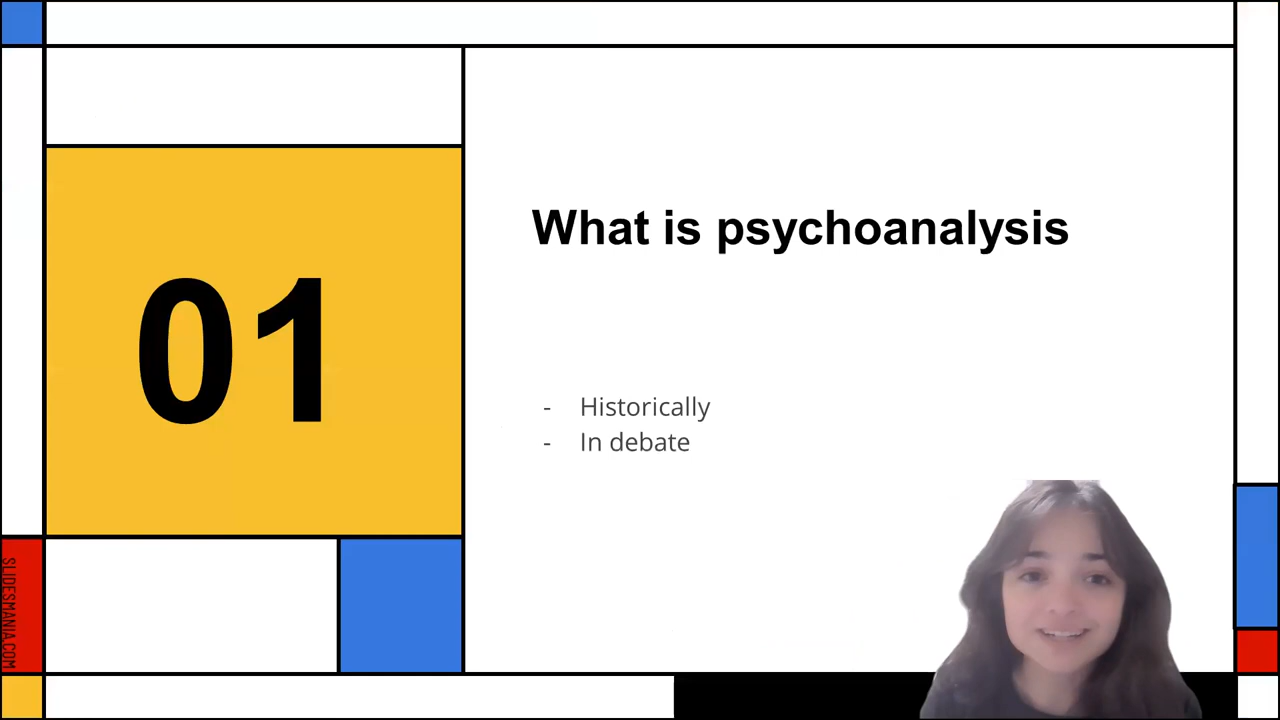 01
What is psychoanalysis
- Historically
- In debate
SLIDESMANIA.COM